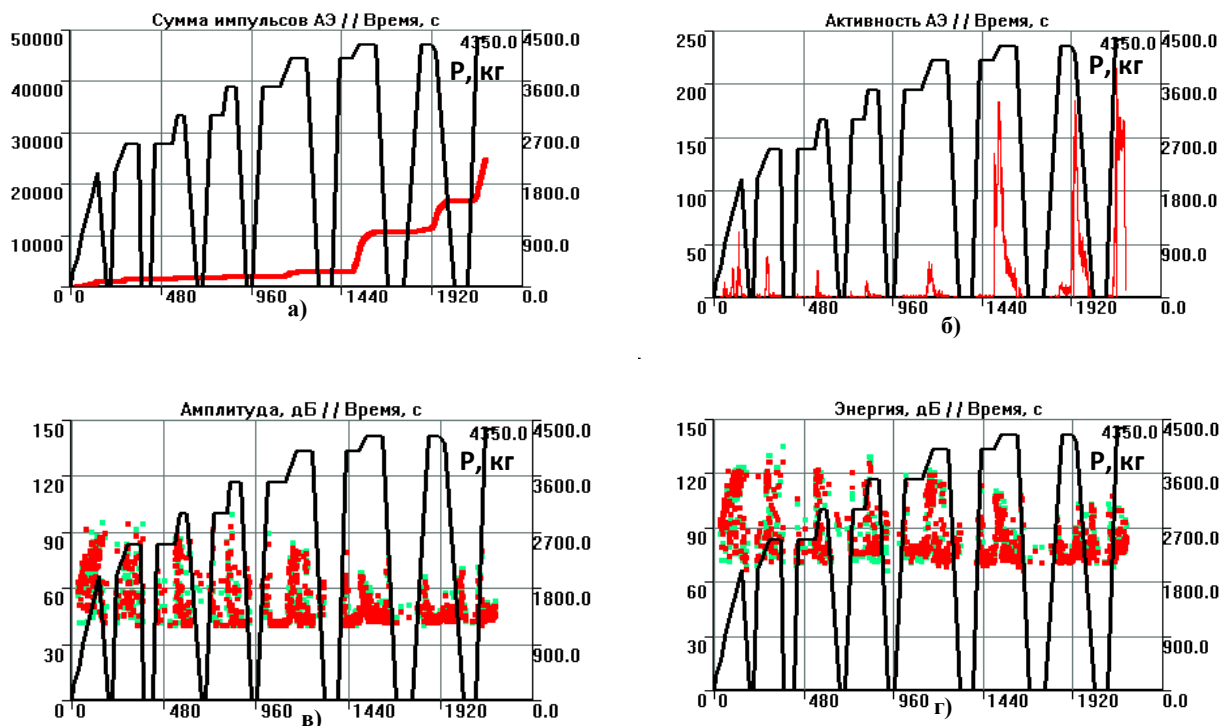 Сумма импульсов АЭ // Время, с
50000 4350.0 4500.0
P, кг
40000 3600.0
30000 2700.0
20000 1800.0
10000 900.0
0 0 480 960 1440 1920 0.0
а)
Активность АЭ // Время, с
250 4350.0 4500.0
P, кг
200 3600.0
150 2700.0
100 1800.0
50 900.0
0 0 480 960 1440 1920 0.0
б)
Амплитуда, дБ // Время, с
150 4350.0 4500.0
P, кг
120 3600.0
90 2700.0
60 1800.0
30 900.0
0 0 480 960 1440 1920 0.0
в)
Энергия, дБ // Время, с
150 4350.0 4500.0
P, кг
120 3600.0
90 2700.0
60 1800.0
30 900.0
0 0 480 960 1440 1920 0.0
г)